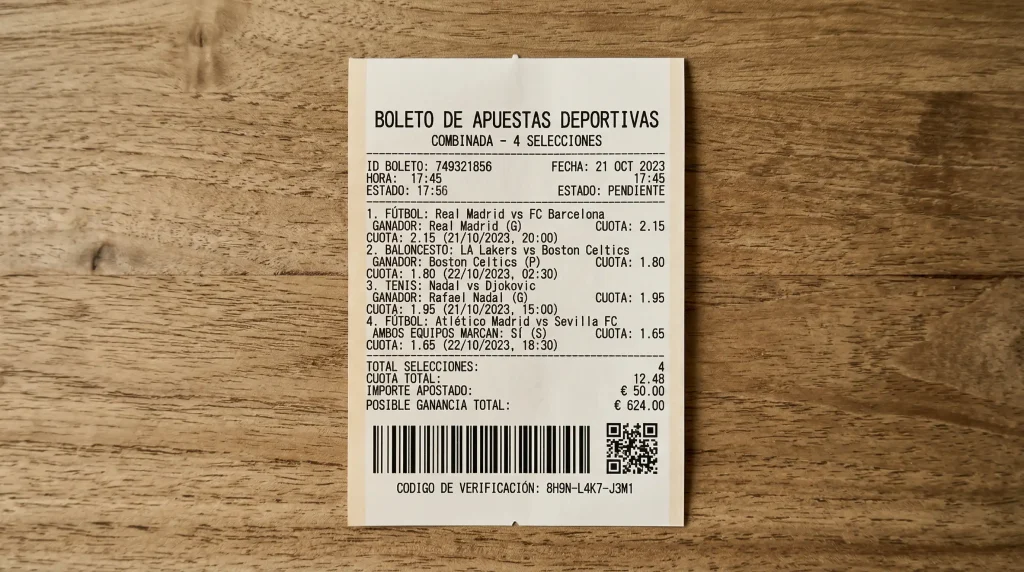 BOLETO DE APUESTAS DEPORTIVAS
COMBINADA - 4 SELECCIONES
ID BOLETO: 749321856 FECHA: 21 OCT 2023
HORA: 17:45 17:45
ESTADO: 17:56 ESTADO: PENDIENTE
1. FÚTBOL: Real Madrid vs FC Barcelona
GANADOR: Real Madrid (G) CUOTA: 2.15
CUOTA: 2.15 (21/10/2023, 20:00)
2. BALONCESTO: LA Lakers vs Boston Celtics
GANADOR: Boston Celtics (P) CUOTA: 1.80
CUOTA: 1.80 (22/10/2023, 02:30)
3. TENIS: Nadal vs Djokovic
GANADOR: Rafael Nadal (G) CUOTA: 1.95
CUOTA: 1.95 (21/10/2023, 15:00)
4. FÚTBOL: Atlético Madrid vs Sevilla FC
AMBOS EQUIPOS MARCAN: SÍ (S) CUOTA: 1.65
CUOTA: 1.65 (22/10/2023, 18:30)
TOTAL SELECCIONES: 4
CUOTA TOTAL: 12.48
IMPORTE APOSTADO: € 50.00
POSIBLE GANANCIA TOTAL: € 624.00
CODIGO DE VERIFICACIÓN: 8H9N-L4K7-J3M1